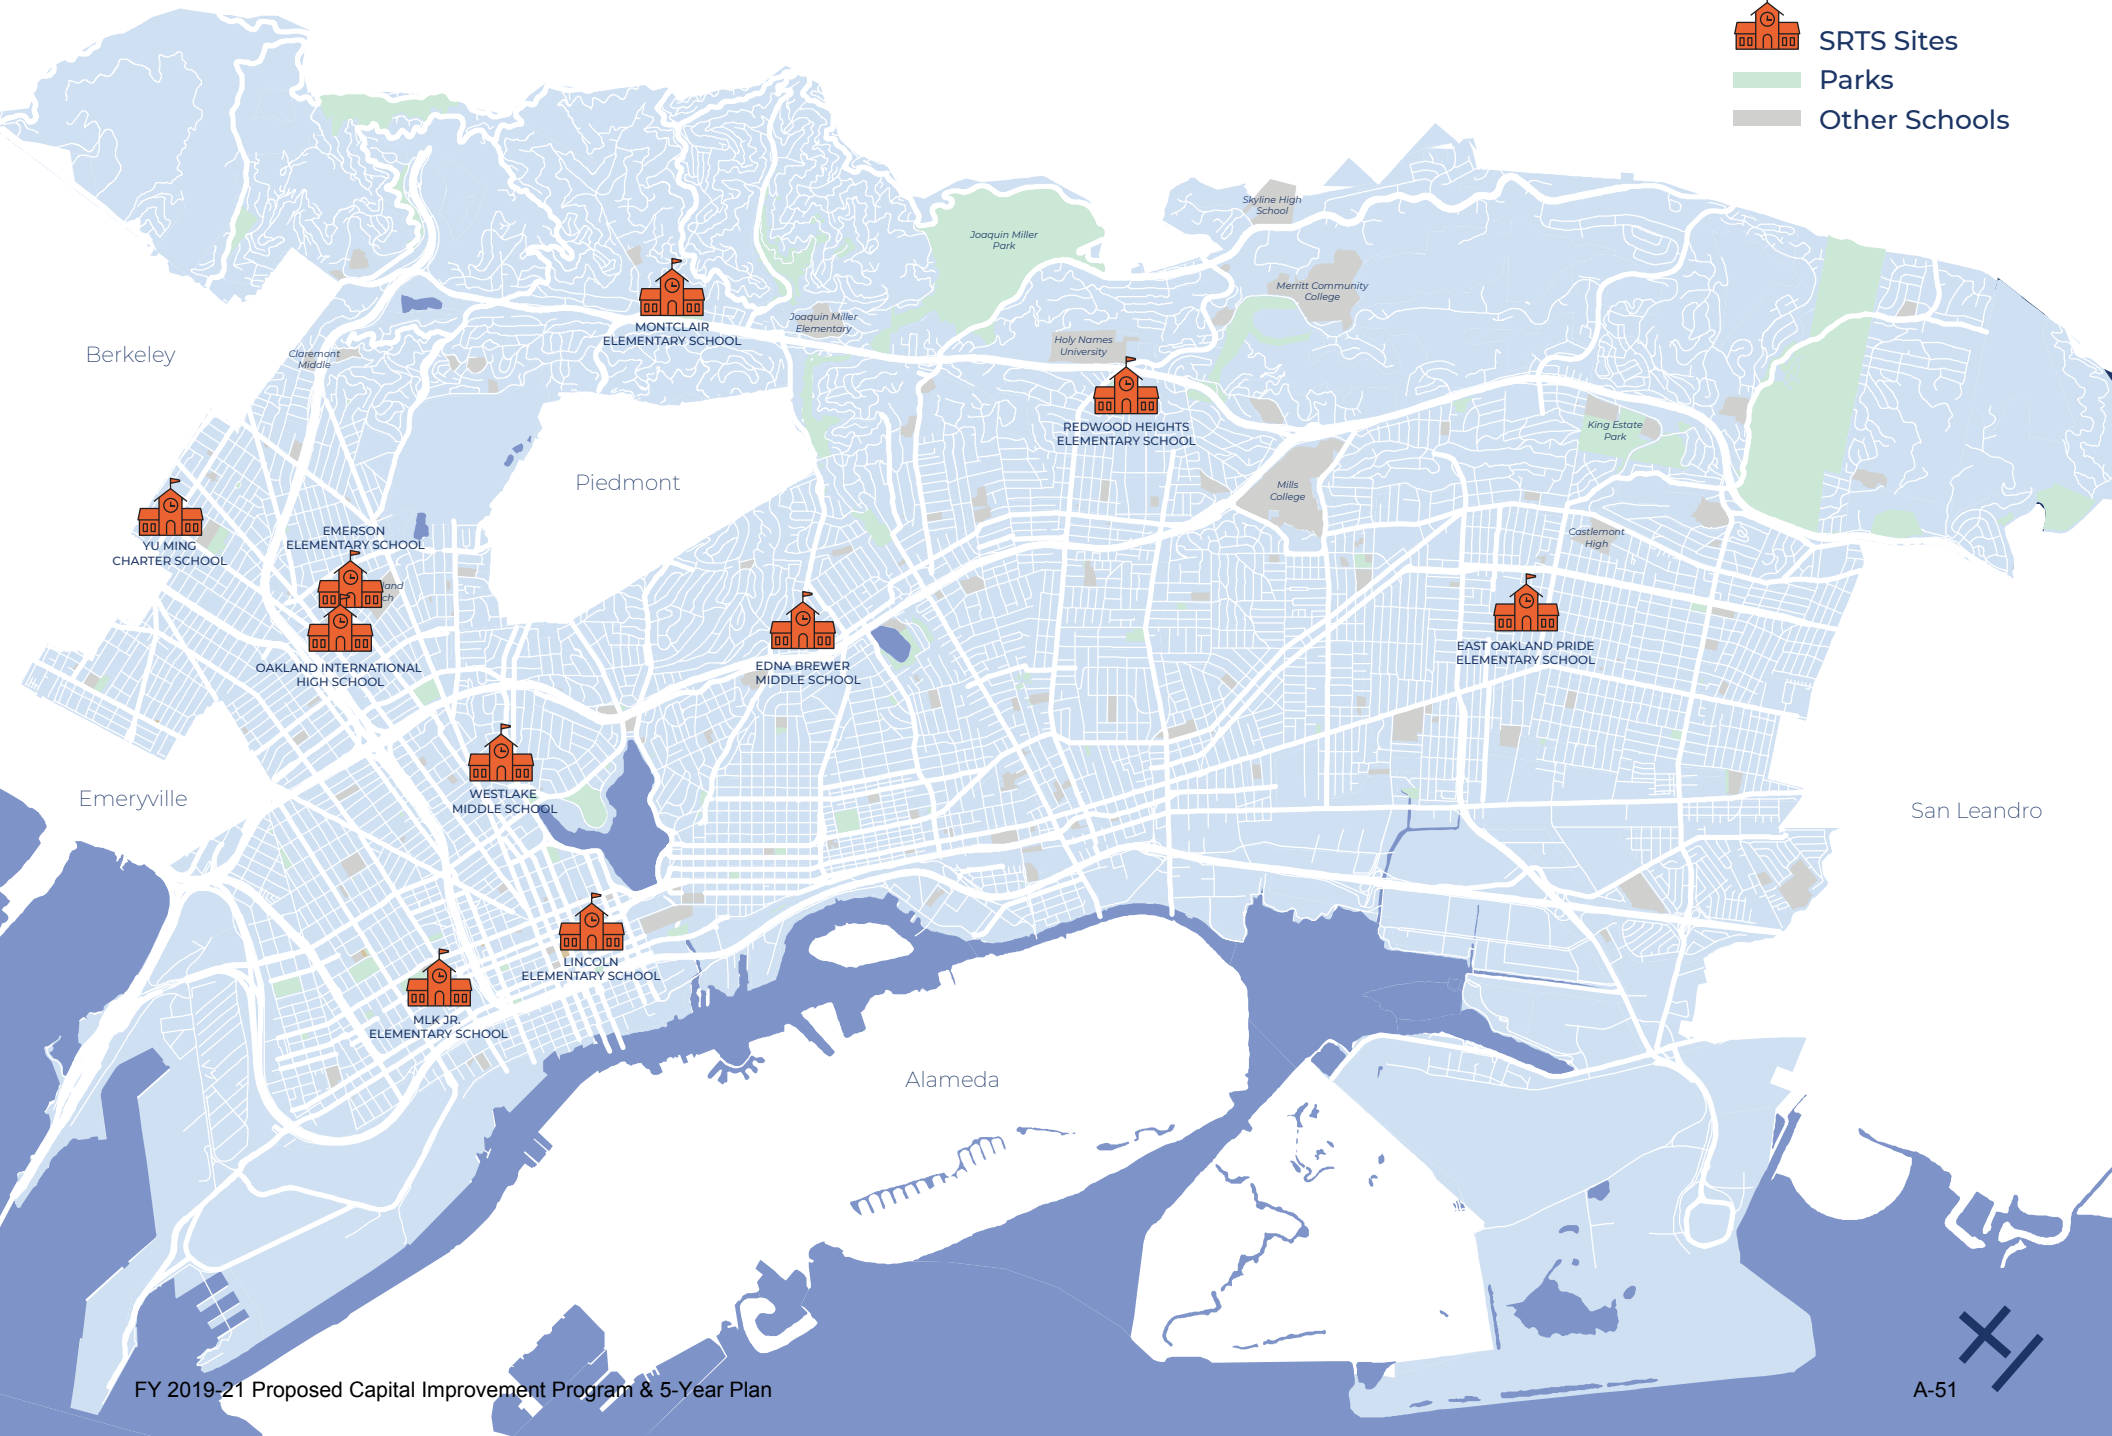 SRTS Sites
Parks
Other Schools
Skyline High
School
Joaquin Miller
Park
Merritt Community
College
MONTCLAIR
ELEMENTARY SCHOOL
Joaquin Miller
Elementary
Holy Names
University
Berkeley
Claremont
Middle
REDWOOD HEIGHTS
ELEMENTARY SCHOOL
King Estate
Park
Piedmont
Mills
College
EMERSON
ELEMENTARY SCHOOL
YU MING
CHARTER SCHOOL
Castlemont
High
land
ch
OAKLAND INTERNATIONAL
HIGH SCHOOL
EDNA BREWER
MIDDLE SCHOOL
EAST OAKLAND PRIDE
ELEMENTARY SCHOOL
Emeryville
WESTLAKE
MIDDLE SCHOOL
San Leandro
LINCOLN
ELEMENTARY SCHOOL
MLK JR.
ELEMENTARY SCHOOL
Alameda
FY 2019-21 Proposed Capital Improvement Program & 5-Year Plan
A-51